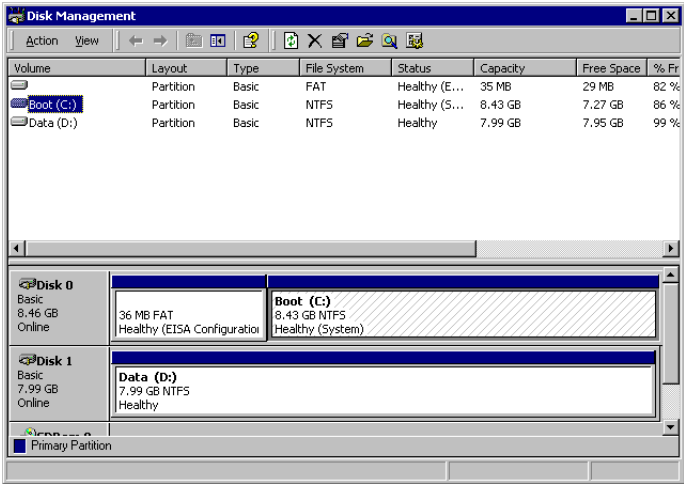 Disk Management
Action View
Volume Layout Type File System Status Capacity Free Space % Fr
Partition Basic FAT Healthy (E... 35 MB 29 MB 82 %
Boot (C:) Partition Basic NTFS Healthy (S... 8.43 GB 7.27 GB 86 %
Data (D:) Partition Basic NTFS Healthy 7.99 GB 7.95 GB 99 %
Disk 0
Basic
8.46 GB
Online
36 MB FAT
Healthy (EISA Configuratio
Boot (C:)
8.43 GB NTFS
Healthy (System)
Disk 1
Basic
7.99 GB
Online
Data (D:)
7.99 GB NTFS
Healthy
Primary Partition